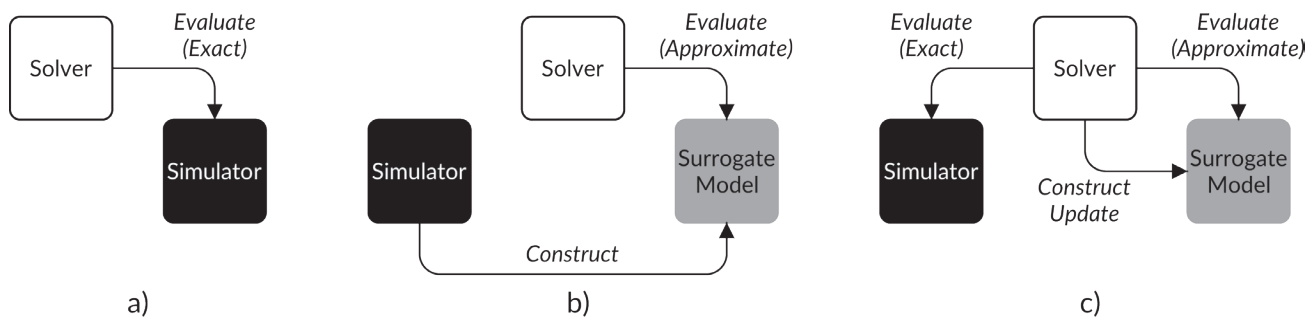 Evaluate
(Exact)
Solver
Simulator
a)
Evaluate
(Approximate)
Solver
Simulator
Surrogate
Model
Construct
b)
Evaluate
(Exact)
Solver
Evaluate
(Approximate)
Simulator
Construct
Update
Surrogate
Model
c)